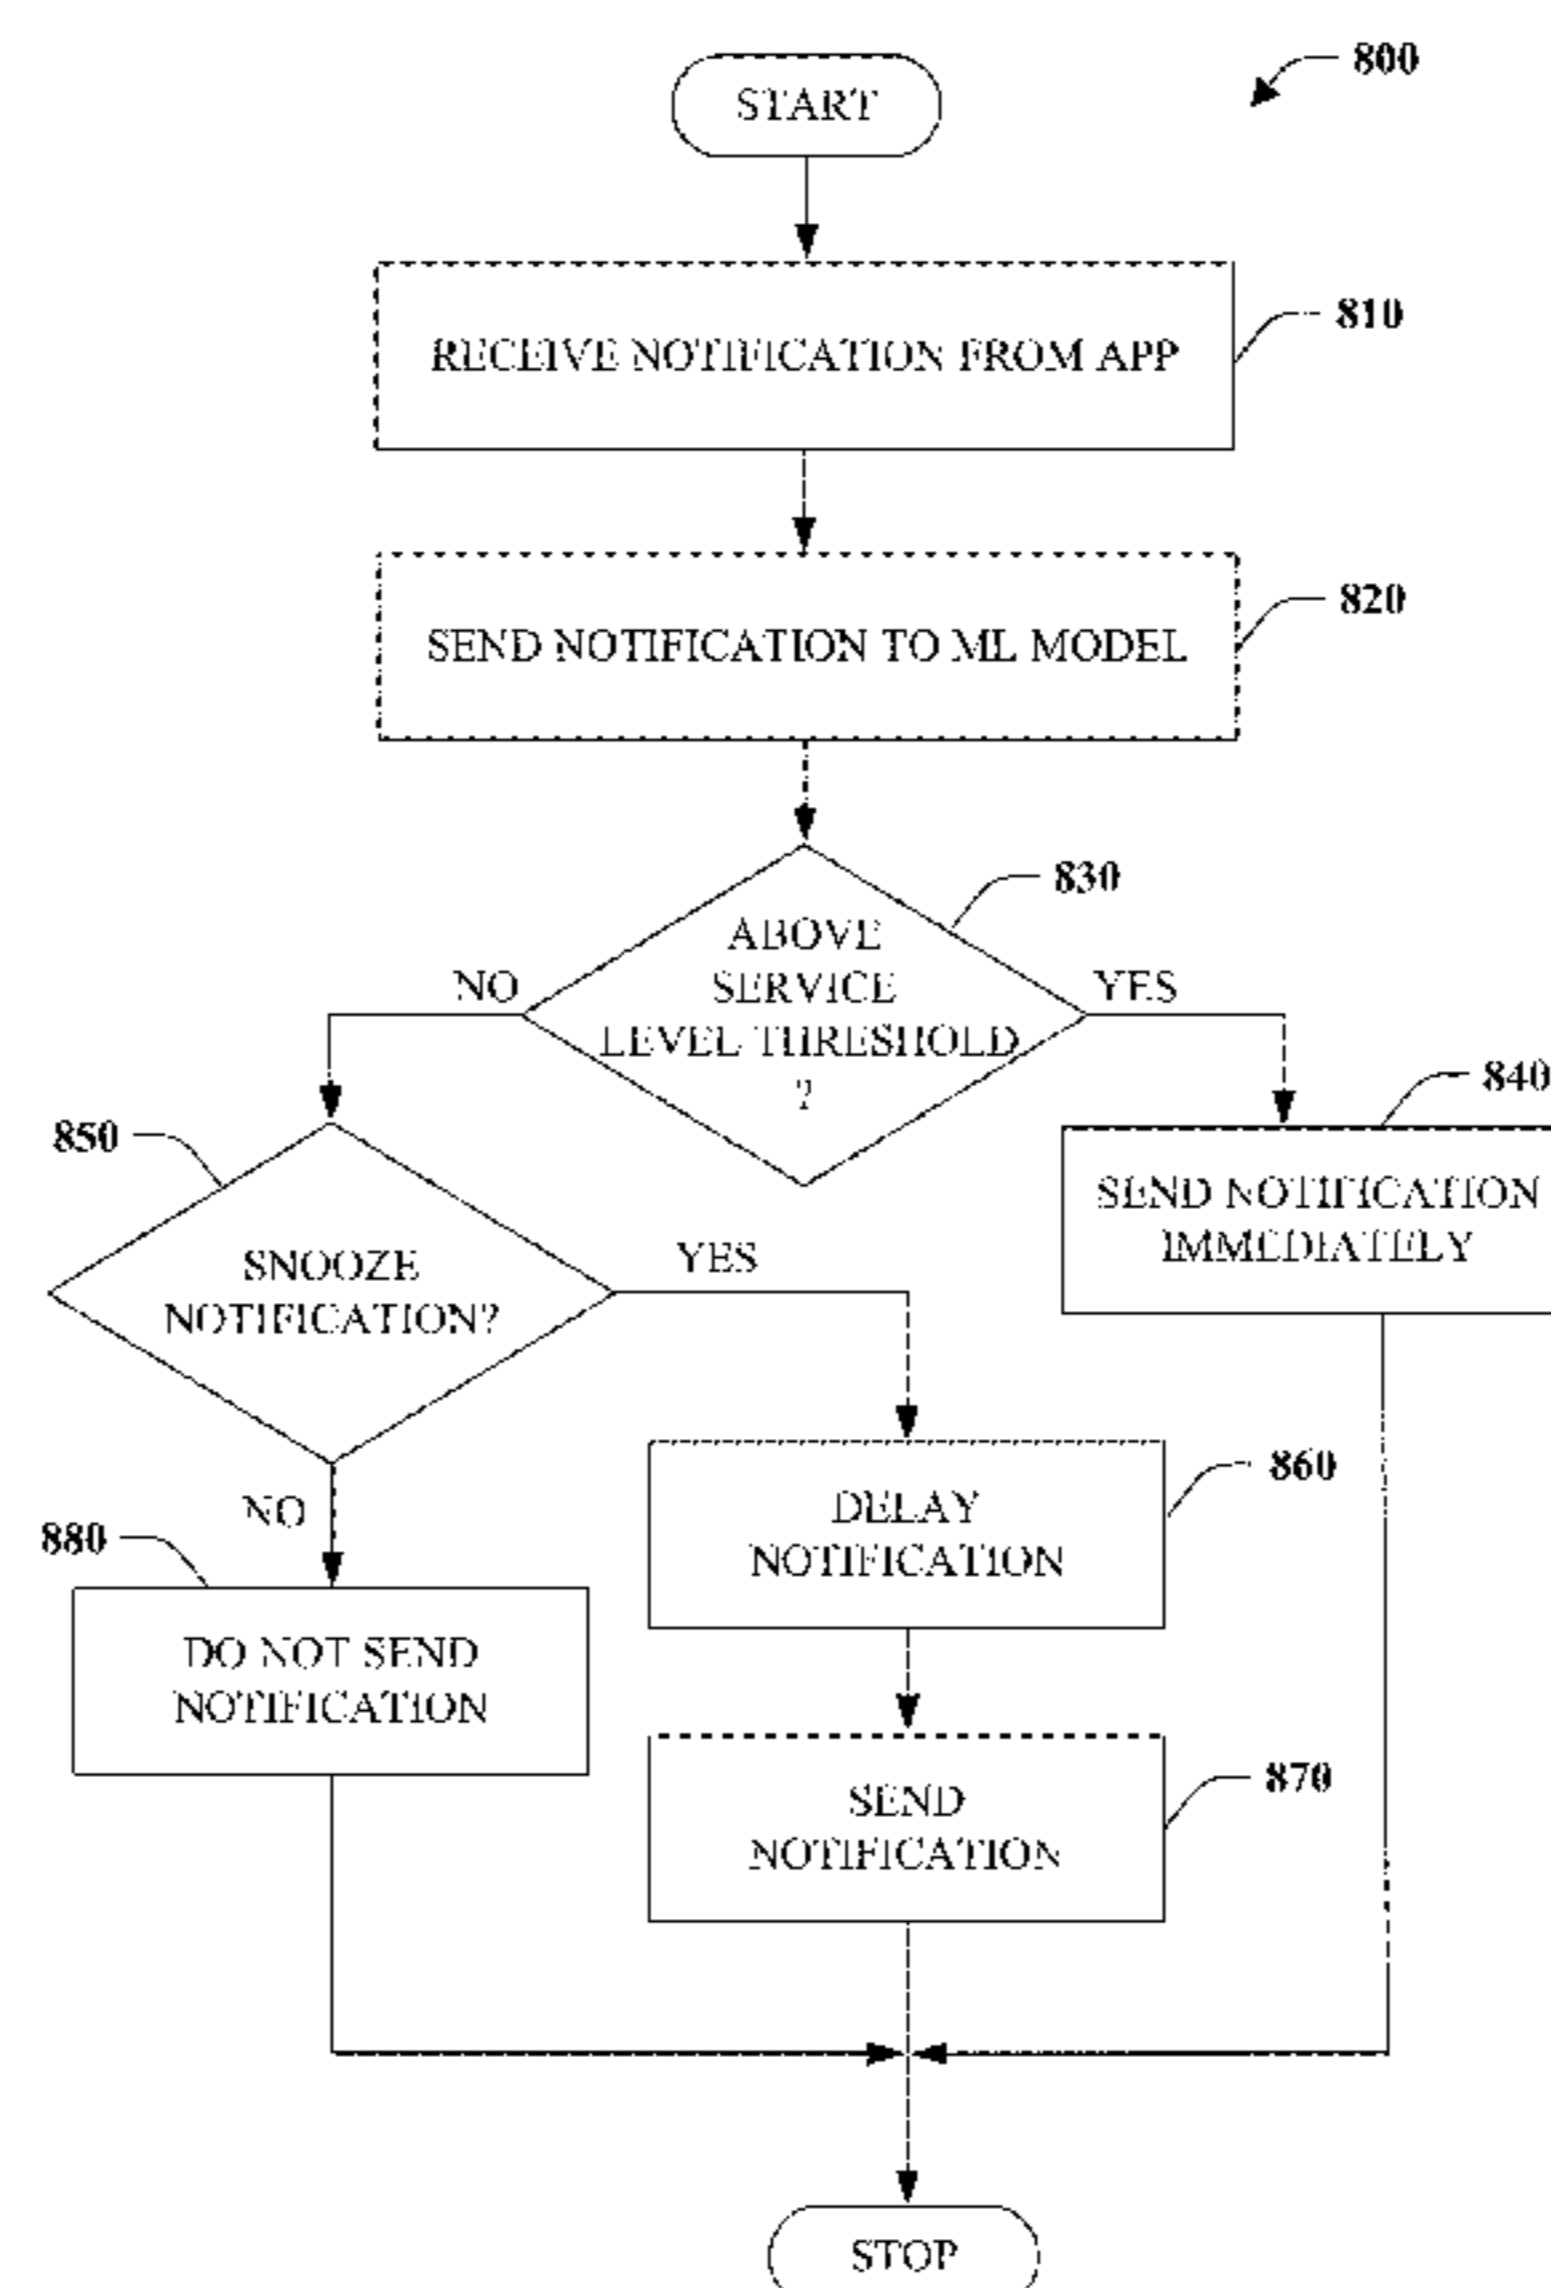 800
START
RECEIVE NOTIFICATION FROM APP
810
SEND NOTIFICATION TO ML MODEL
820
830
ABOVE
SERVICE
LEVEL THRESHOLD
?
NO
YES
840
SEND NOTIFICATION
IMMEDIATELY
850
SNOOZE
NOTIFICATION?
YES
NO
860
DELAY
NOTIFICATION
880
DO NOT SEND
NOTIFICATION
870
SEND
NOTIFICATION
STOP